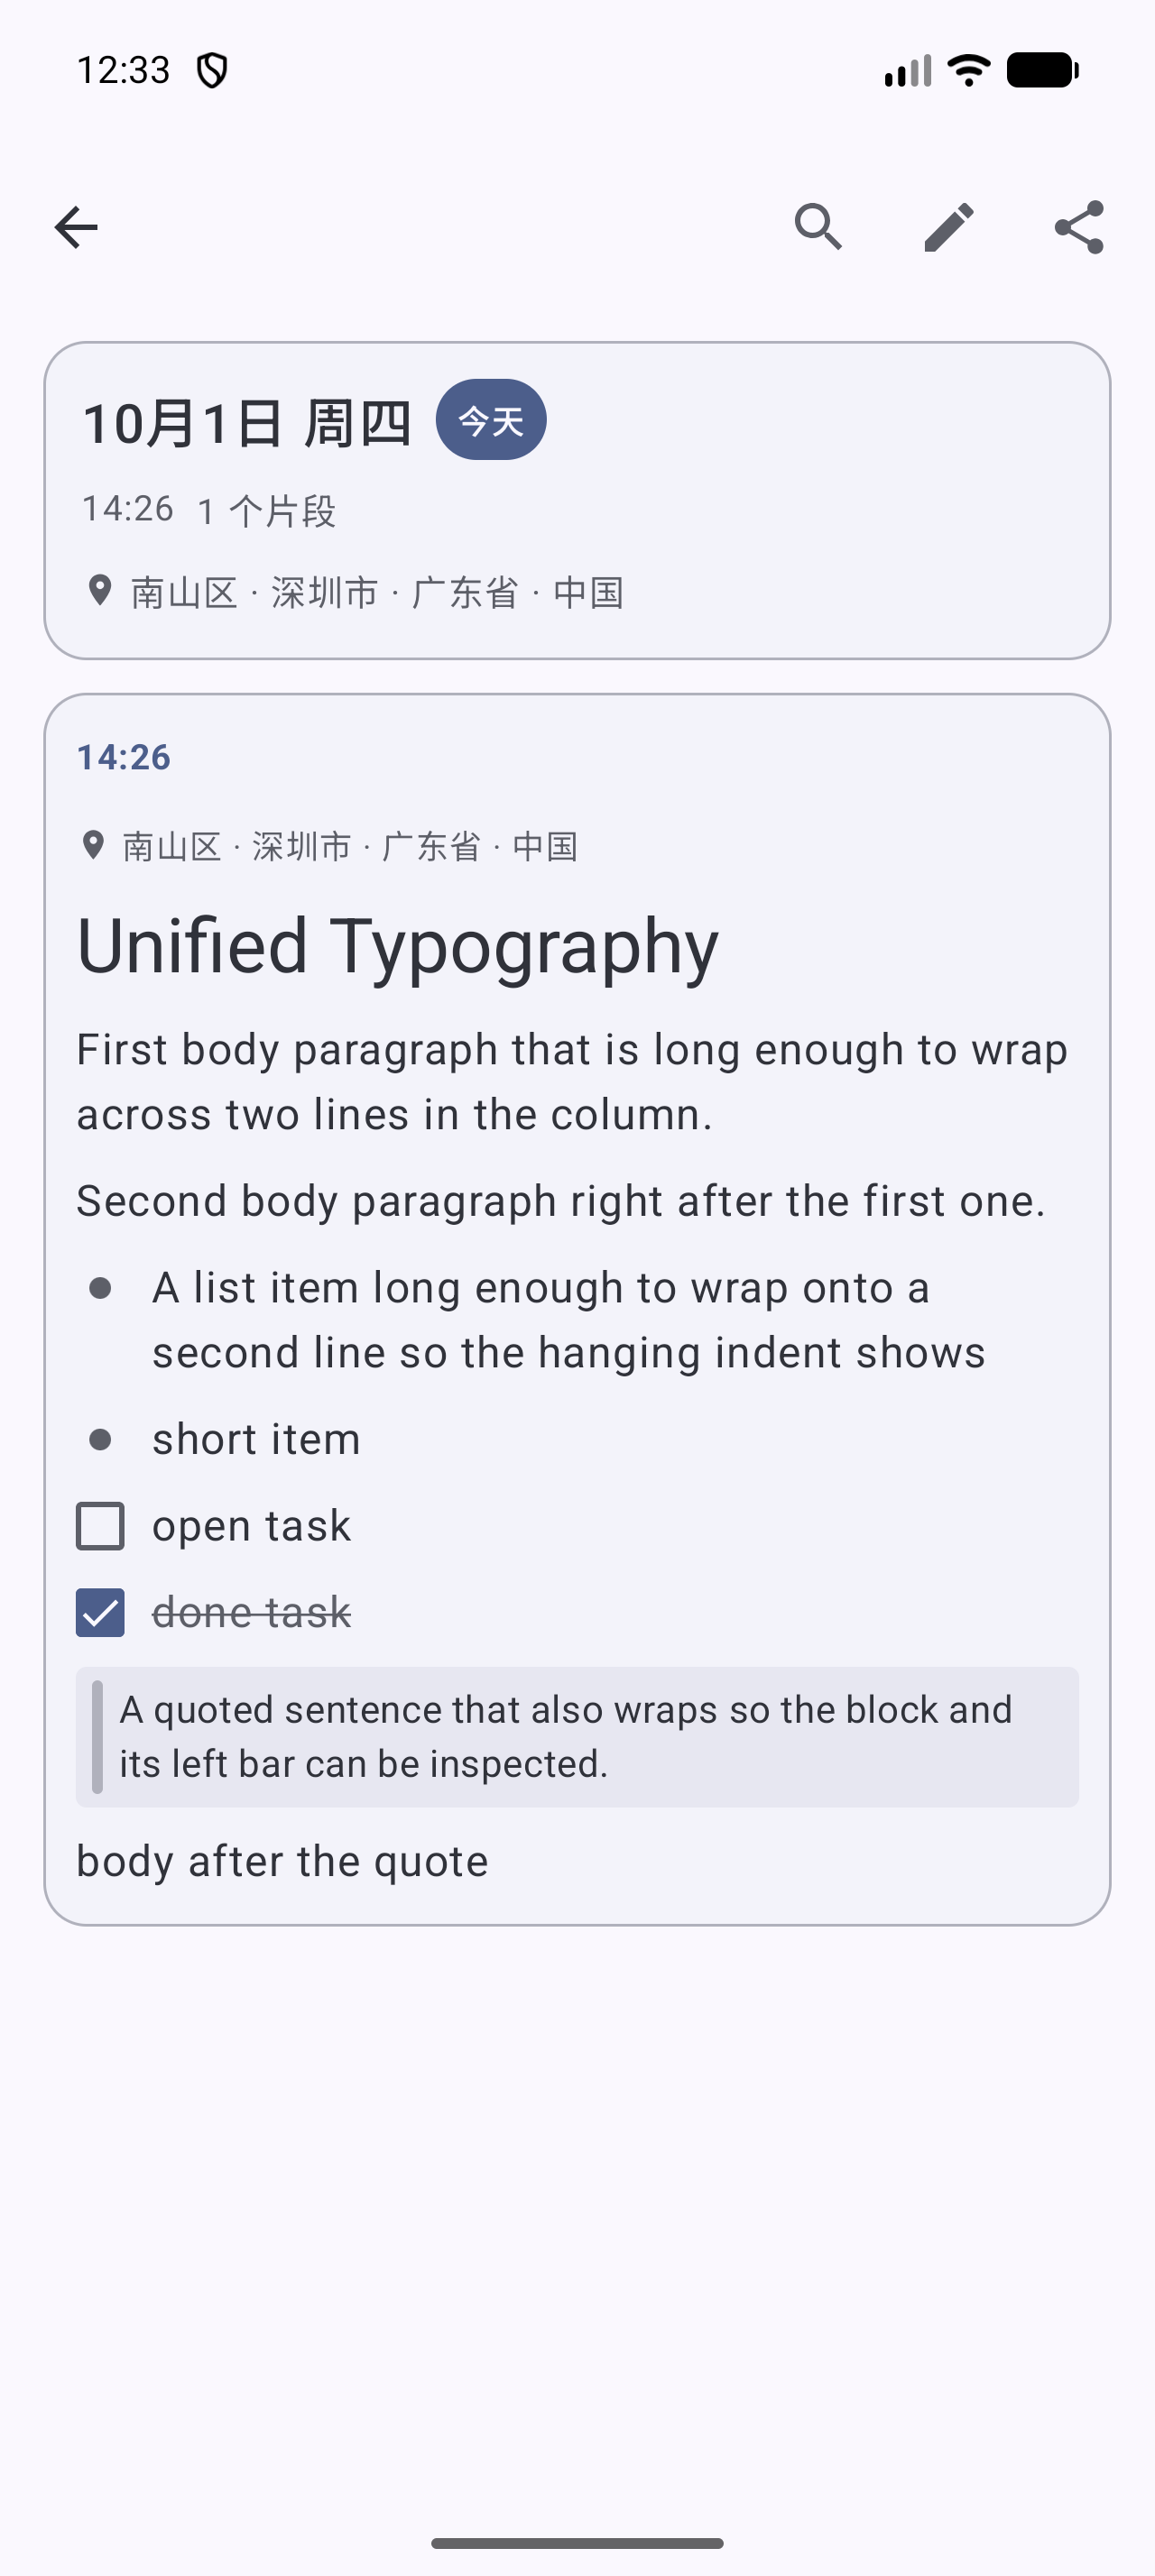 12:33
10月1日 周四 今天
14:26 1 个片段
南山区 · 深圳市 · 广东省 · 中国
14:26
南山区 · 深圳市 · 广东省 · 中国
Unified Typography
First body paragraph that is long enough to wrap
across two lines in the column.
Second body paragraph right after the first one.
A list item long enough to wrap onto a
second line so the hanging indent shows
short item
open task
done task
A quoted sentence that also wraps so the block and
its left bar can be inspected.
body after the quote